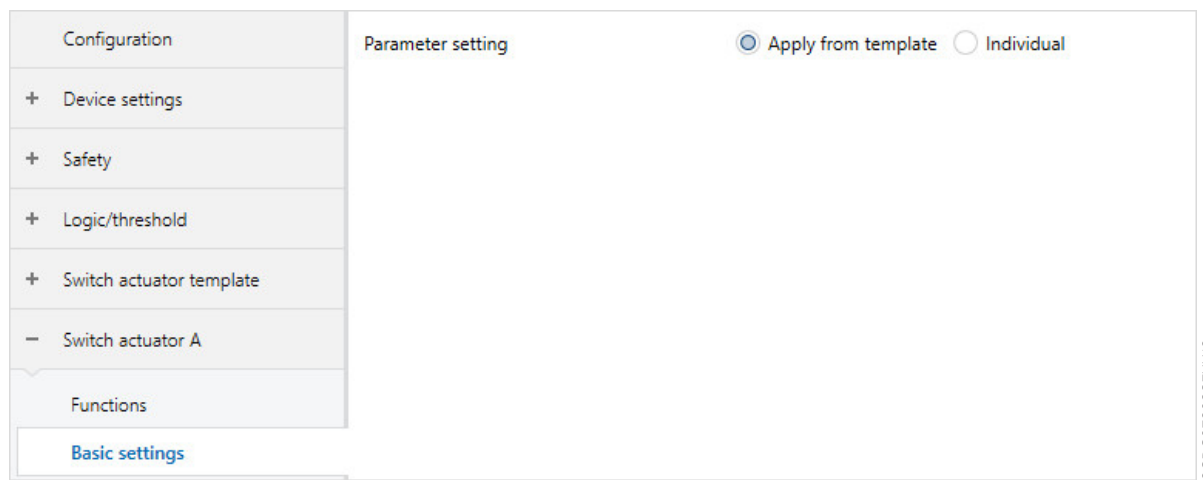 Configuration
Parameter setting
Apply from template
Individual
+ Device settings
+ Safety
+ Logic/threshold
+ Switch actuator template
− Switch actuator A
Functions
Basic settings